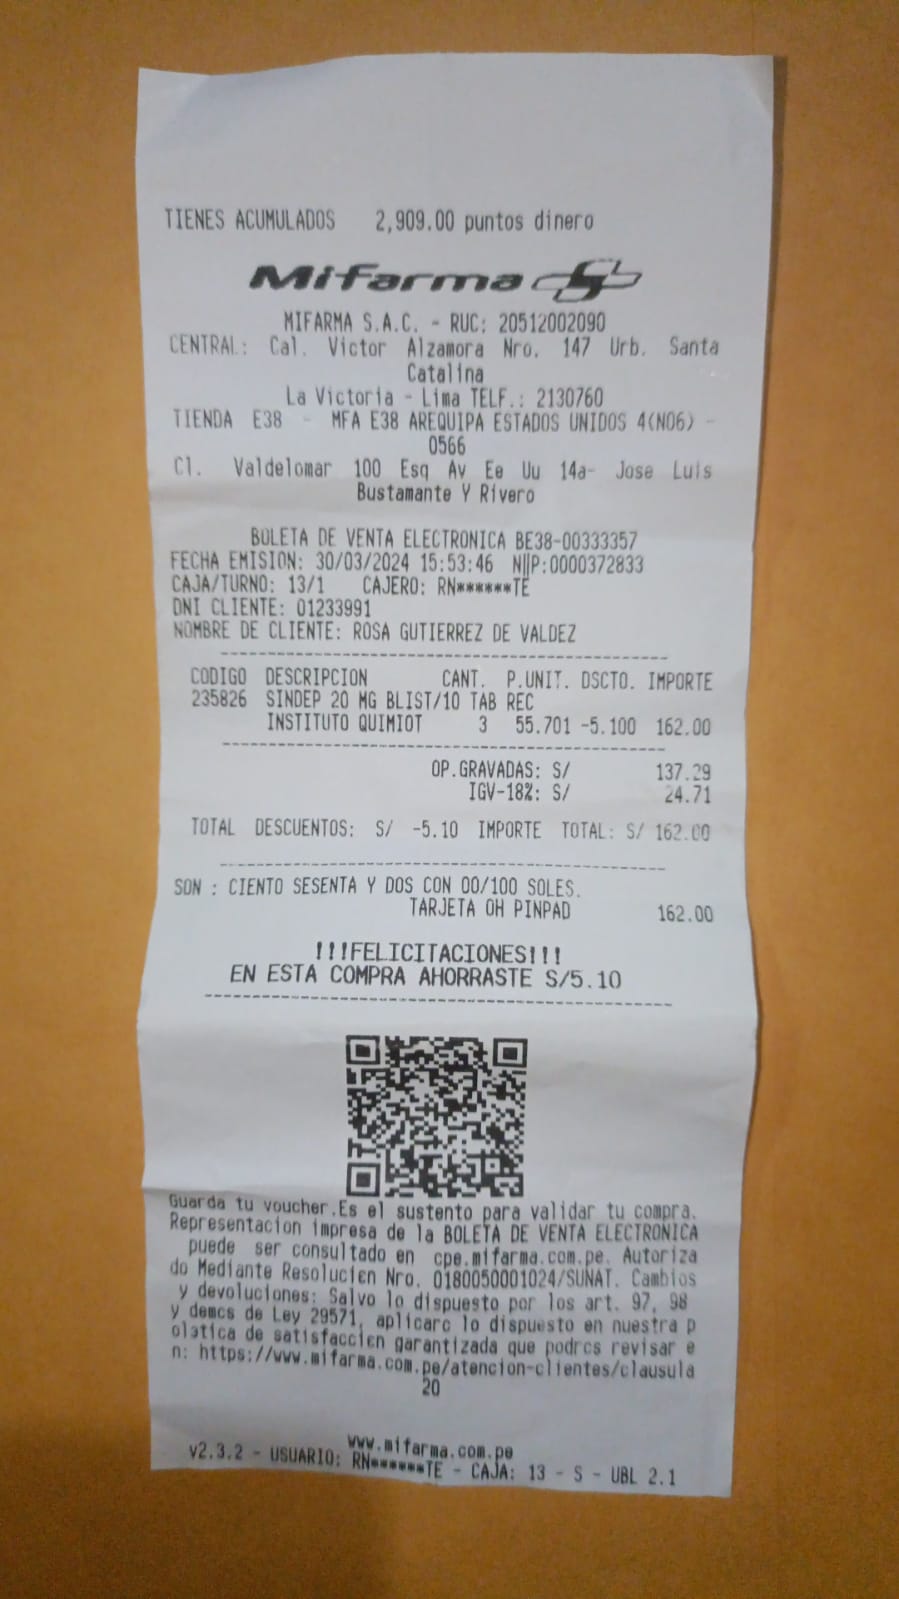 TIENES ACUMULADOS 2,909.00 puntos dinero
Mifarma
MIFARMA S.A.C. - RUC: 20512002090
CENTRAL: Cal. Victor Alzamora Nro. 147 Urb. Santa
Catalina
La Victoria - Lima TELF.: 2130760
TIENDA E38 - MFA E38 AREQUIPA ESTADOS UNIDOS 4(N06) -
0566
Cl. Valdelomar 100 Esq Av Ee Uu 14a- Jose Luis
Bustamante Y Rivero
BOLETA DE VENTA ELECTRONICA BE38-00333357
FECHA EMISION: 30/03/2024 15:53:46 N||P:0000372833
CAJA/TURNO: 13/1 CAJERO: RN******TE
DNI CLIENTE: 01233991
NOMBRE DE CLIENTE: ROSA GUTIERREZ DE VALDEZ
CODIGO DESCRIPCION CANT. P.UNIT. DSCTO. IMPORTE
235826 SINDEP 20 MG BLIST/10 TAB REC
INSTITUTO QUIMIOT 3 55.701 -5.100 162.00
OP.GRAVADAS: S/ 137.29
IGV-18%: S/ 24.71
TOTAL DESCUENTOS: S/ -5.10 IMPORTE TOTAL: S/ 162.00
SON : CIENTO SESENTA Y DOS CON 00/100 SOLES.
TARJETA OH PINPAD 162.00
!!!FELICITACIONES!!!
EN ESTA COMPRA AHORRASTE S/5.10
Guarda tu voucher.Es el sustento para validar tu compra.
Representacion impresa de la BOLETA DE VENTA ELECTRONICA
puede ser consultado en cpe.mifarma.com.pe. Autoriza
do Mediante Resolucien Nro. 0180050001024/SUNAT. Cambios
y devoluciones: Salvo lo dispuesto por los art. 97, 98
y demcs de Ley 29571, aplicarc lo dispuesto en nuestra p
olatica de satisfaccien garantizada que podrcs revisar e
n: https://www.mifarma.com.pe/atencion-clientes/clausula
20
www.mifarma.com.pe
v2.3.2 - USUARIO: RN******TE - CAJA: 13 - S - UBL 2.1